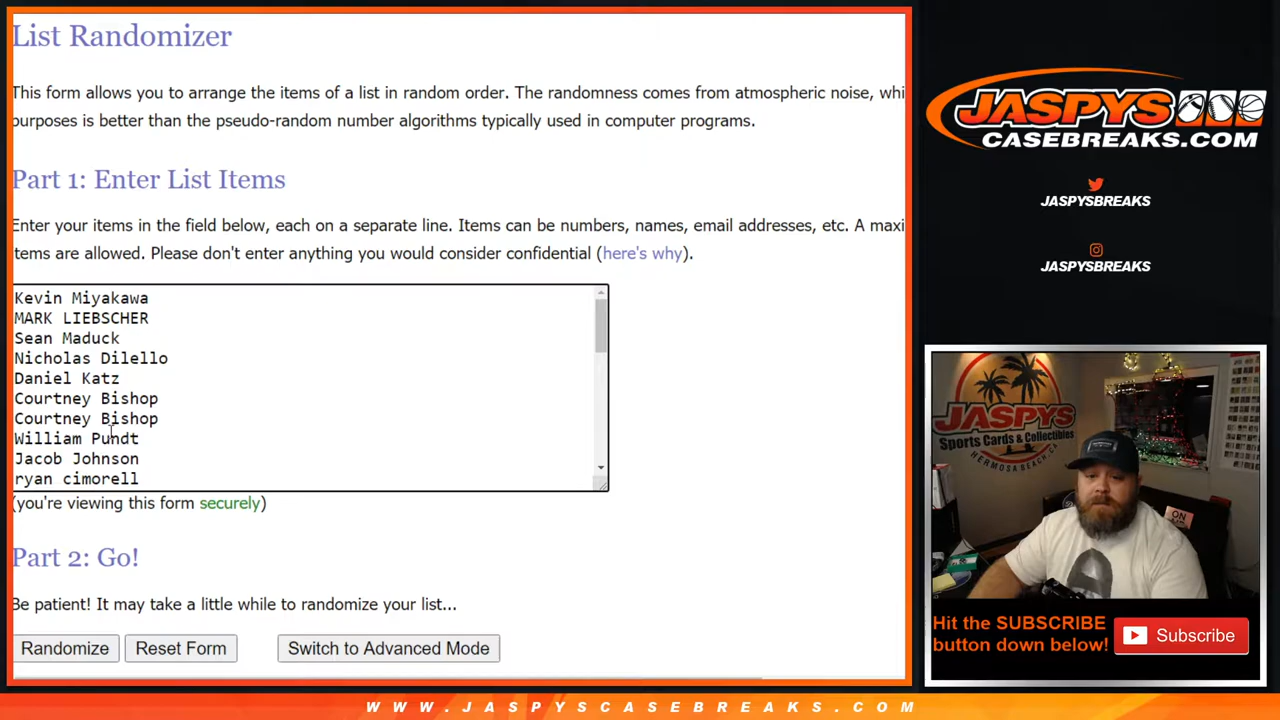 List Randomizer
This form allows you to arrange the items of a list in random order. The randomness comes from atmospheric noise, whi
purposes is better than the pseudo-random number algorithms typically used in computer programs.
Part 1: Enter List Items
Enter your items in the field below, each on a separate line. Items can be numbers, names, email addresses, etc. A maxi
items are allowed. Please don't enter anything you would consider confidential (here's why).
Kevin Miyakawa
MARK LIEBSCHER
Sean Maduck
Nicholas Dilello
Daniel Katz
Courtney Bishop
Courtney Bishop
William Pundt
Jacob Johnson
ryan cimorell
(you're viewing this form securely)
Part 2: Go!
Be patient! It may take a little while to randomize your list...
Randomize
Reset Form
Switch to Advanced Mode
JASPYS
CASEBREAKS.COM
JASPYSBREAKS
JASPYSBREAKS
JASPYS
Sports Cards & Collectibles
HERMOSA BEACH, CA
ON
Hit the SUBSCRIBE
button down below!
Subscribe
WWW.JASPYSCASEBREAKS.COM